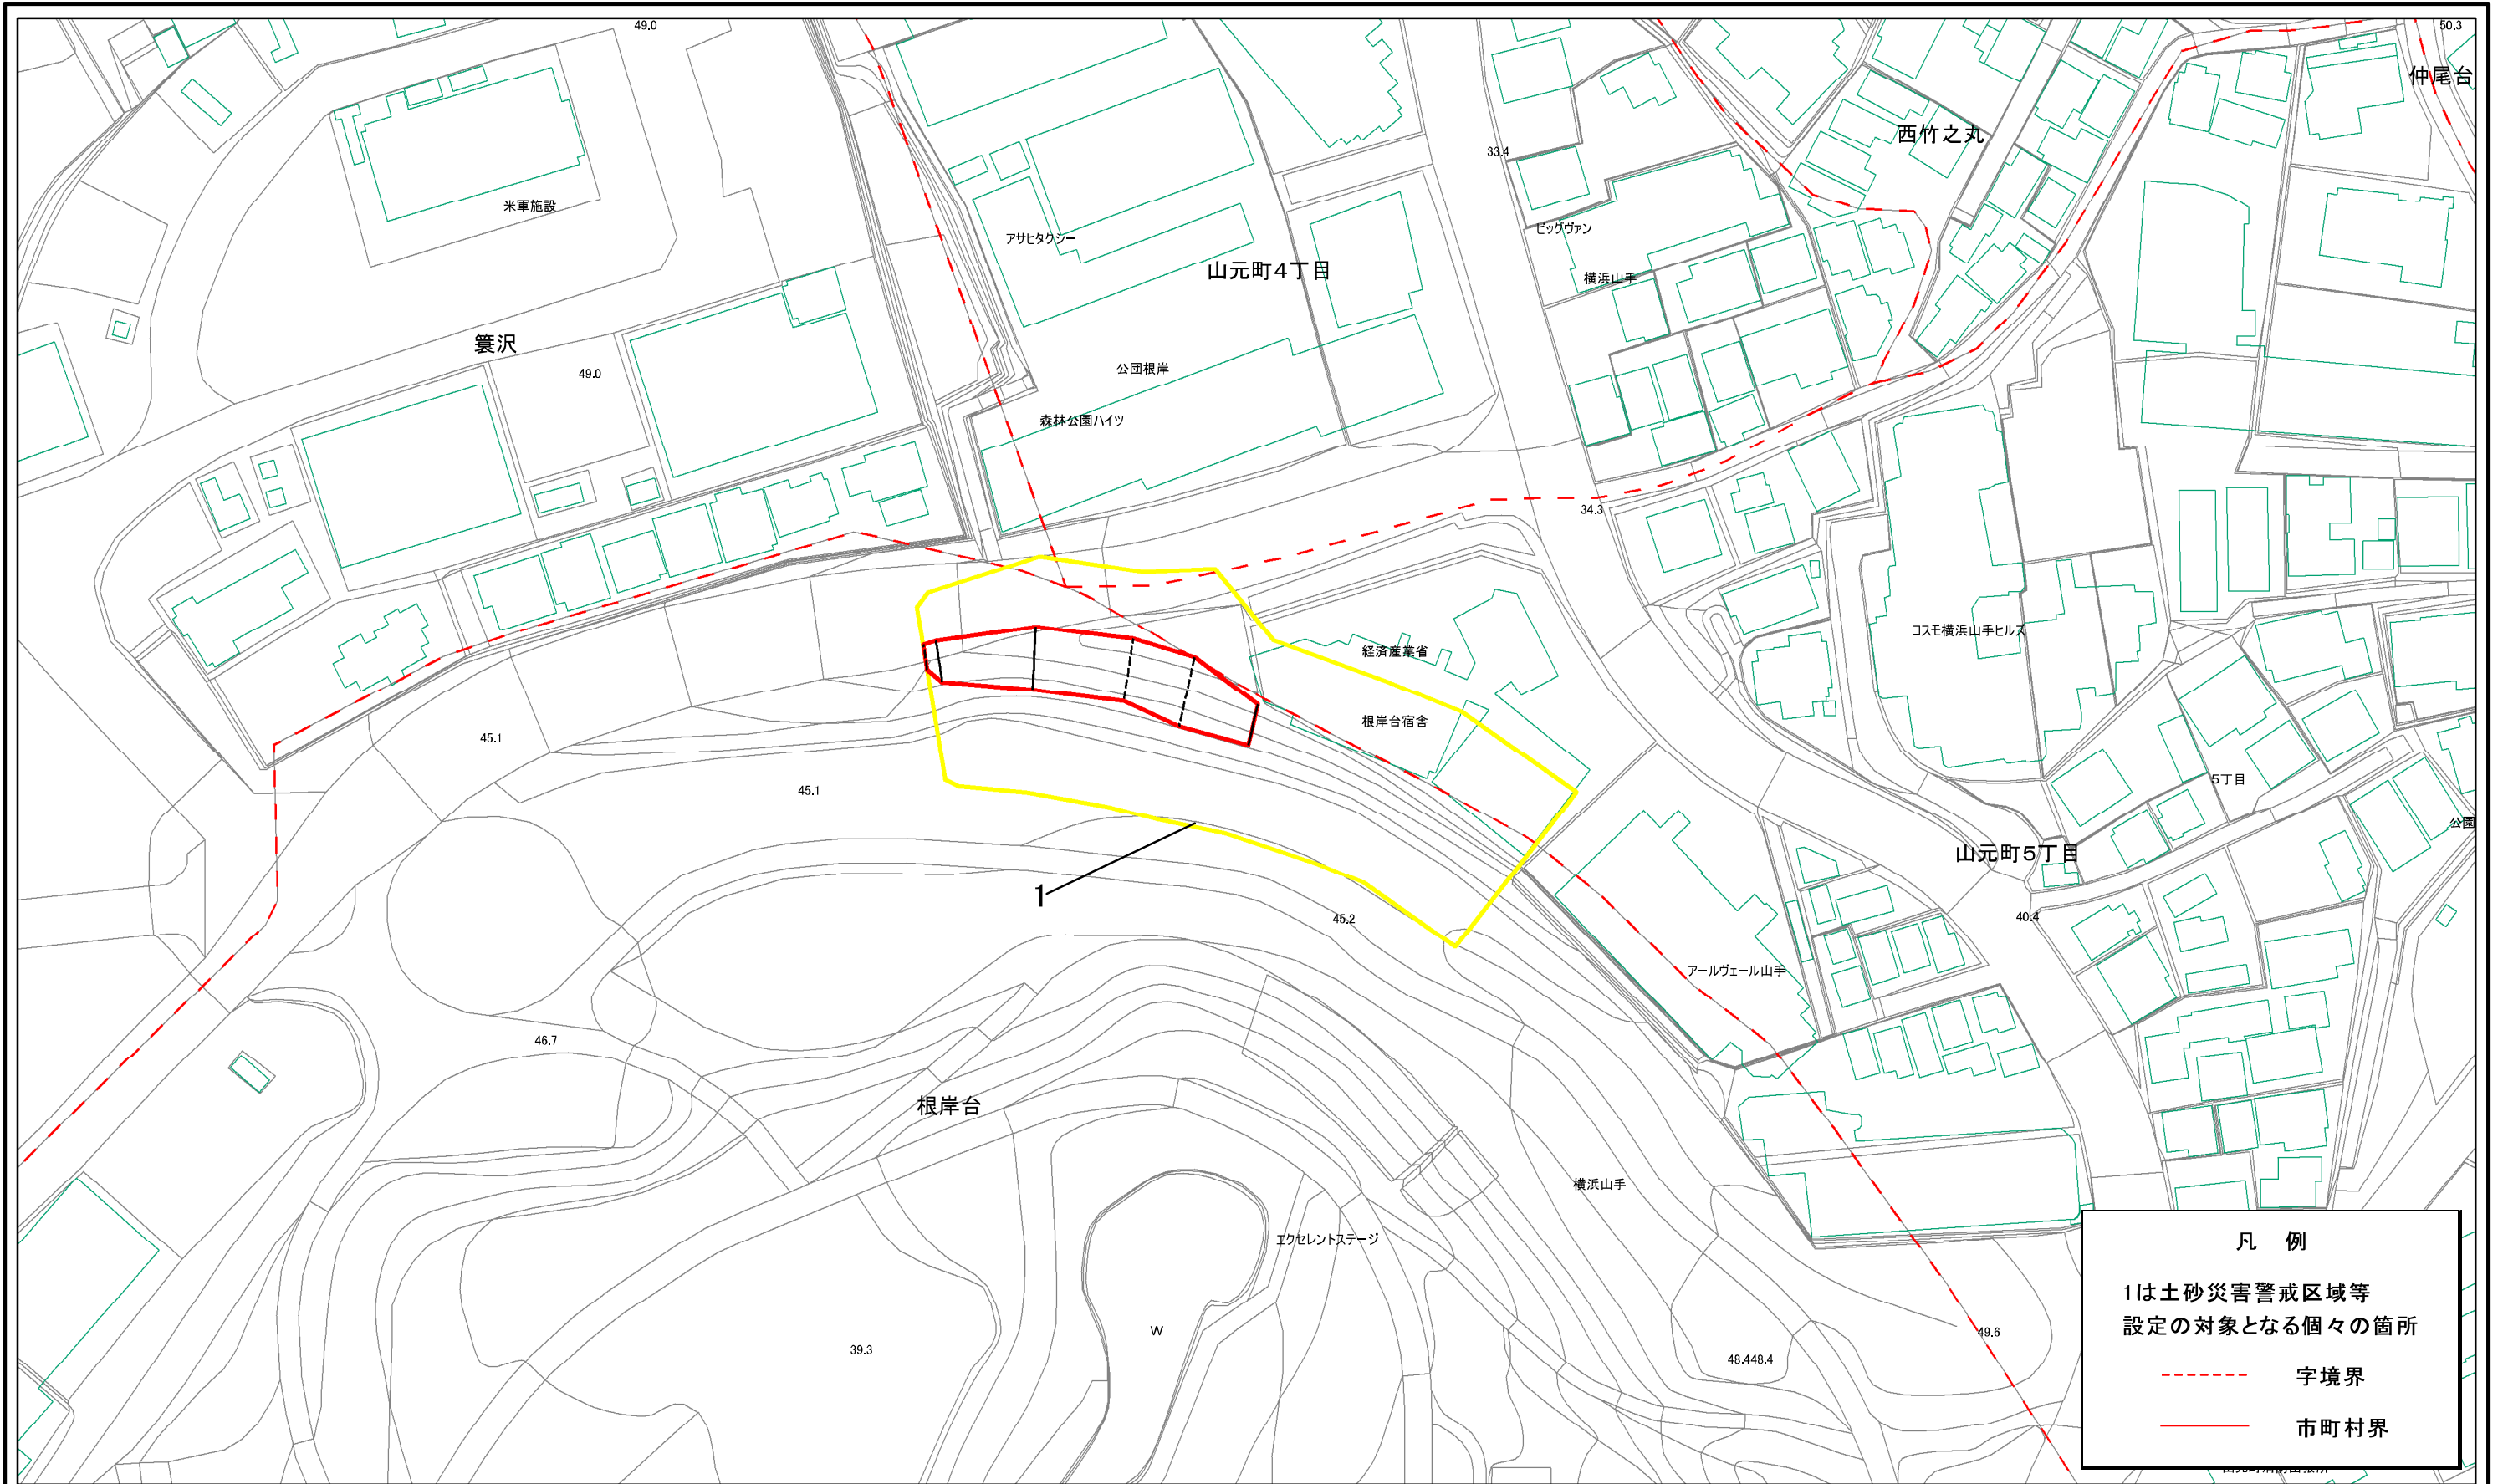 49.0
50.3
仲尾台
西竹之丸
33.4
米軍施設
アサヒタクシー
ビッグヴァン
山元町4丁目
横浜山手
簑沢
49.0
公団根岸
森林公園ハイツ
34.3
経済産業省
コスモ横浜山手ヒルズ
根岸台宿舎
45.1
45.1
5丁目
公園
山元町5丁目
1
45.2
40.4
アールヴェール山手
46.7
根岸台
横浜山手
エクセレントステージ
W
39.3
48.448.4
49.6
凡 例
1は土砂災害警戒区域等
設定の対象となる個々の箇所
字境界
市町村界